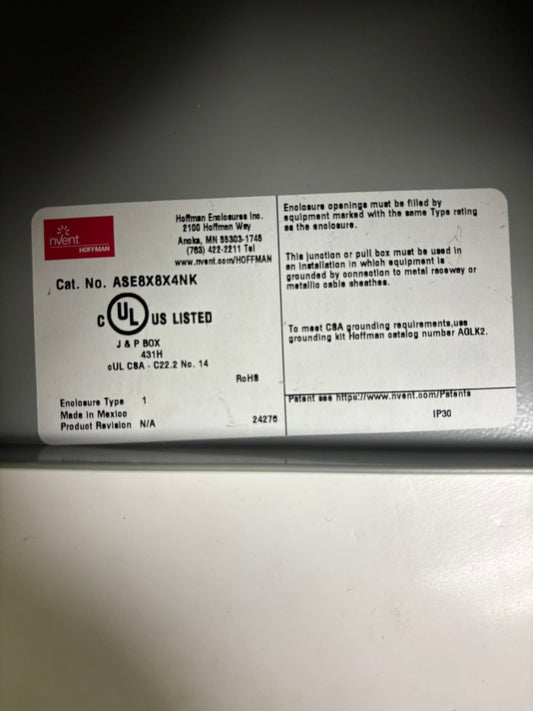 nvent
HOFFMAN
Hoffman Enclosures Inc.
2100 Hoffman Way
Anoka, MN 55303-1745
(763) 422-2211 Tel
www.nvent.com/HOFFMAN
Cat. No. ASE8X8X4NK
C UL US LISTED
J & P BOX
431H
cUL CSA - C22.2 No. 14
RoHS
Enclosure Type 1
Made in Mexico
Product Revision N/A
24276
Enclosure openings must be filled by
equipment marked with the same Type rating
as the enclosure.
This junction or pull box must be used in
an installation in which equipment is
grounded by connection to metal raceway or
metallic cable sheaths.
To meet CSA grounding requirements,use
grounding kit Hoffman catalog number AGLK2.
Patent see https://www.nvent.com/Patents
IP30